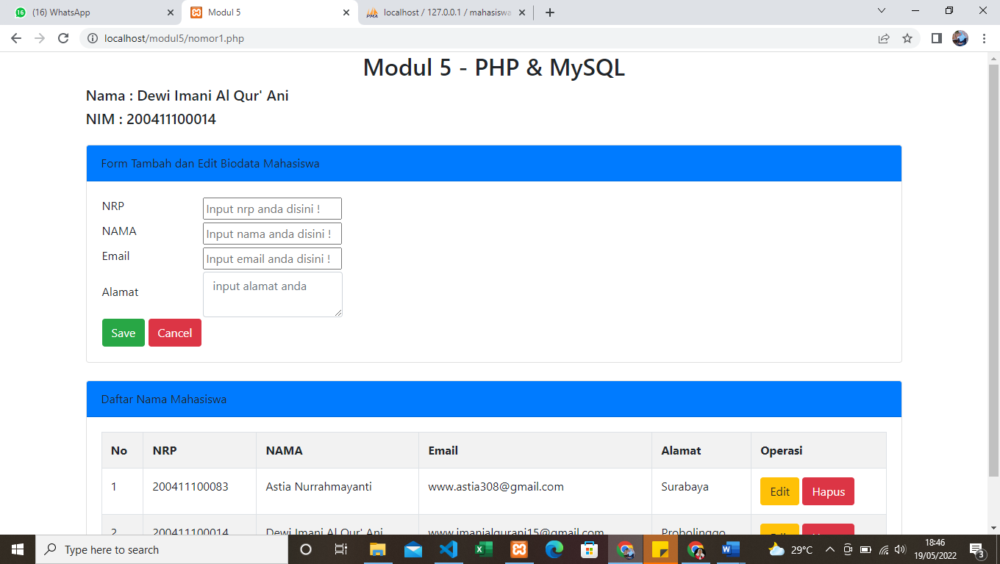 16 (16) WhatsApp Modul 5 PMA localhost / 127.0.0.1 / mahasiswa
localhost/modul5/nomor1.php
Modul 5 - PHP & MySQL
Nama : Dewi Imani Al Qur' Ani
NIM : 200411100014
Form Tambah dan Edit Biodata Mahasiswa
NRP Input nrp anda disini !
NAMA Input nama anda disini !
Email Input email anda disini !
Alamat input alamat anda
Save Cancel
Daftar Nama Mahasiswa
No NRP NAMA Email Alamat Operasi
1 200411100083 Astia Nurrahmayanti www.astia308@gmail.com Surabaya Edit Hapus
2 200411100014 Dewi Imani Al Qur' Ani www.imanialqurani15@gmail.com Probolinggo Edit Hapus
Type here to search 29°C 18:46
19/05/2022 3